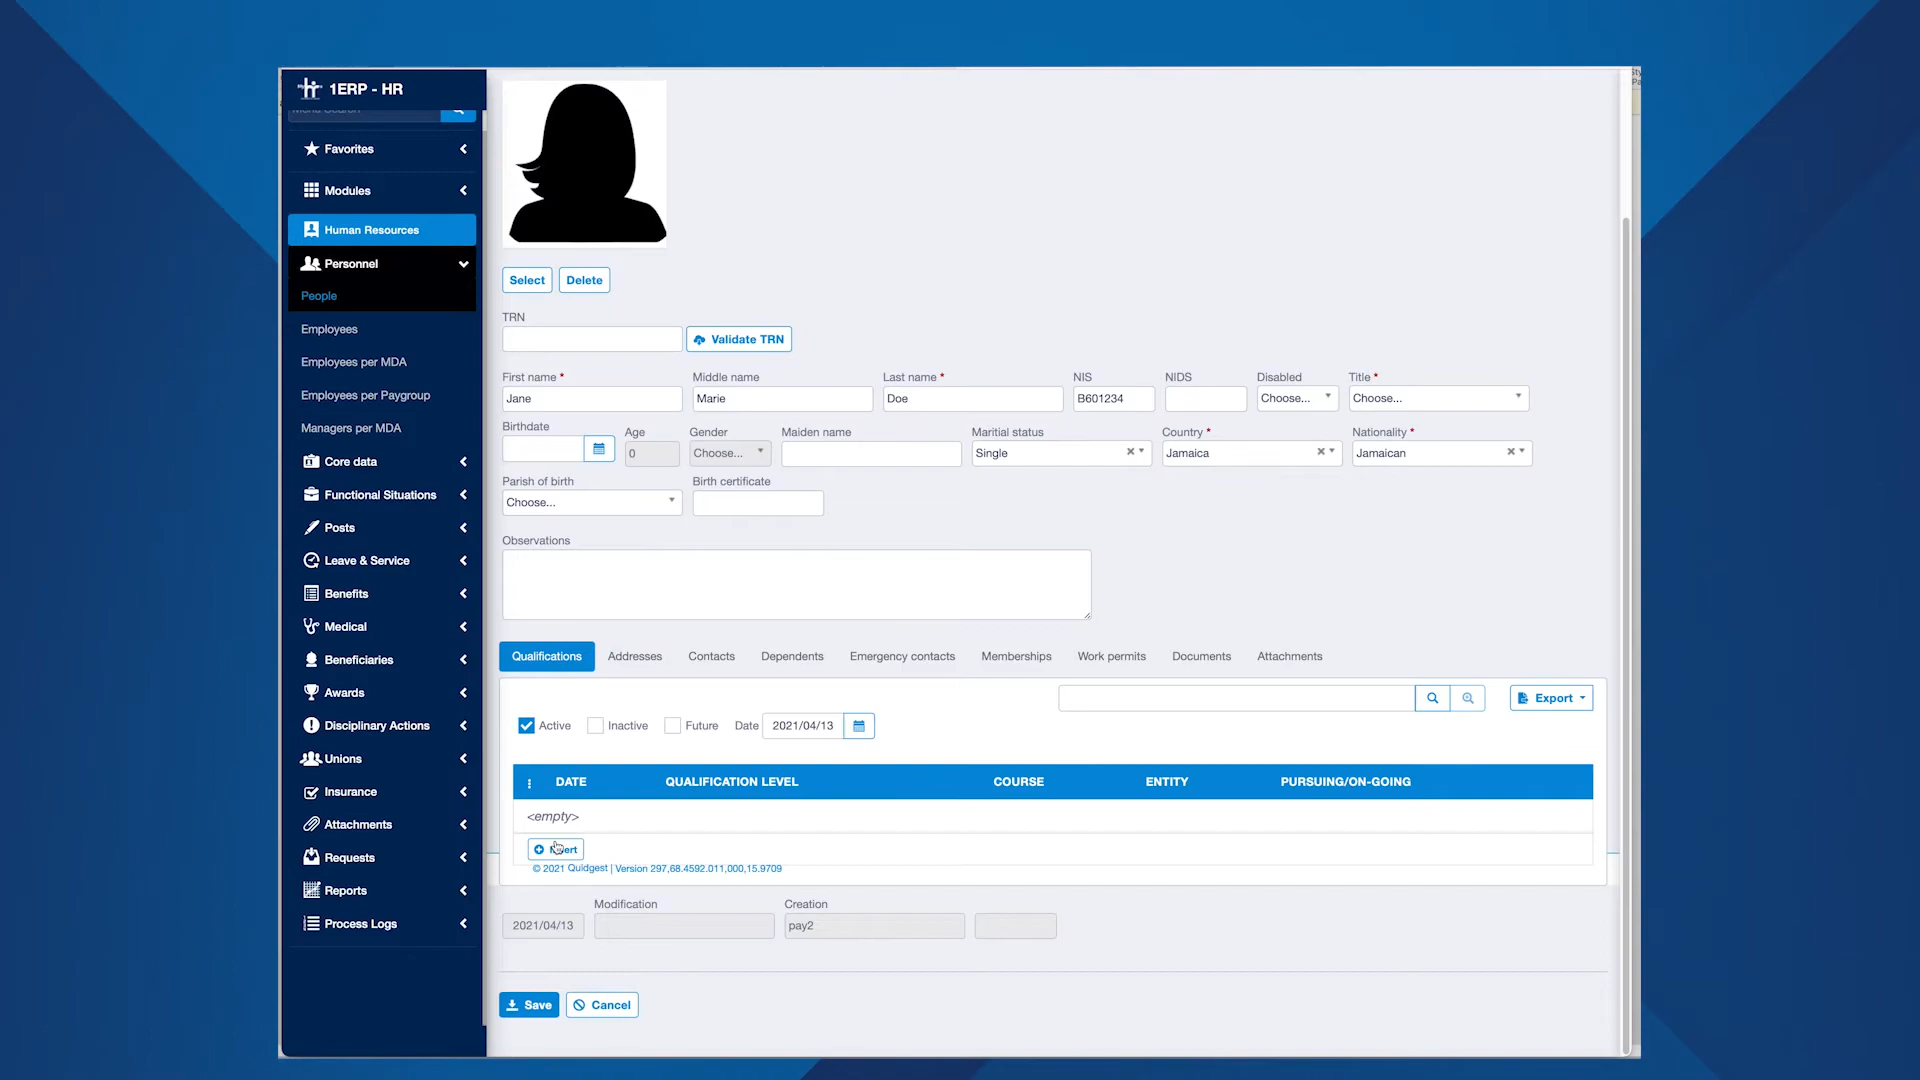 1ERP - HR
Menu Search
Favorites
Modules
Human Resources
Personnel
People
Employees
Employees per MDA
Employees per Paygroup
Managers per MDA
Core data
Functional Situations
Posts
Leave & Service
Benefits
Medical
Beneficiaries
Awards
Disciplinary Actions
Unions
Insurance
Attachments
Requests
Reports
Process Logs
Select Delete
TRN
Validate TRN
First name * Middle name Last name * NIS NIDS Disabled Title *
Jane Marie Doe B601234 Choose... Choose...
Birthdate Age Gender Maiden name Maritial status Country * Nationality *
0 Choose... Single Jamaica Jamaican
Parish of birth Birth certificate
Choose...
Observations
Qualifications Addresses Contacts Dependents Emergency contacts Memberships Work permits Documents Attachments
Export
Active Inactive Future Date 2021/04/13
DATE QUALIFICATION LEVEL COURSE ENTITY PURSUING/ON-GOING
<empty>
© 2021 Quidgest | Version 297,68.4592.011,000,15.9709
Modification Creation
2021/04/13 pay2
Save Cancel